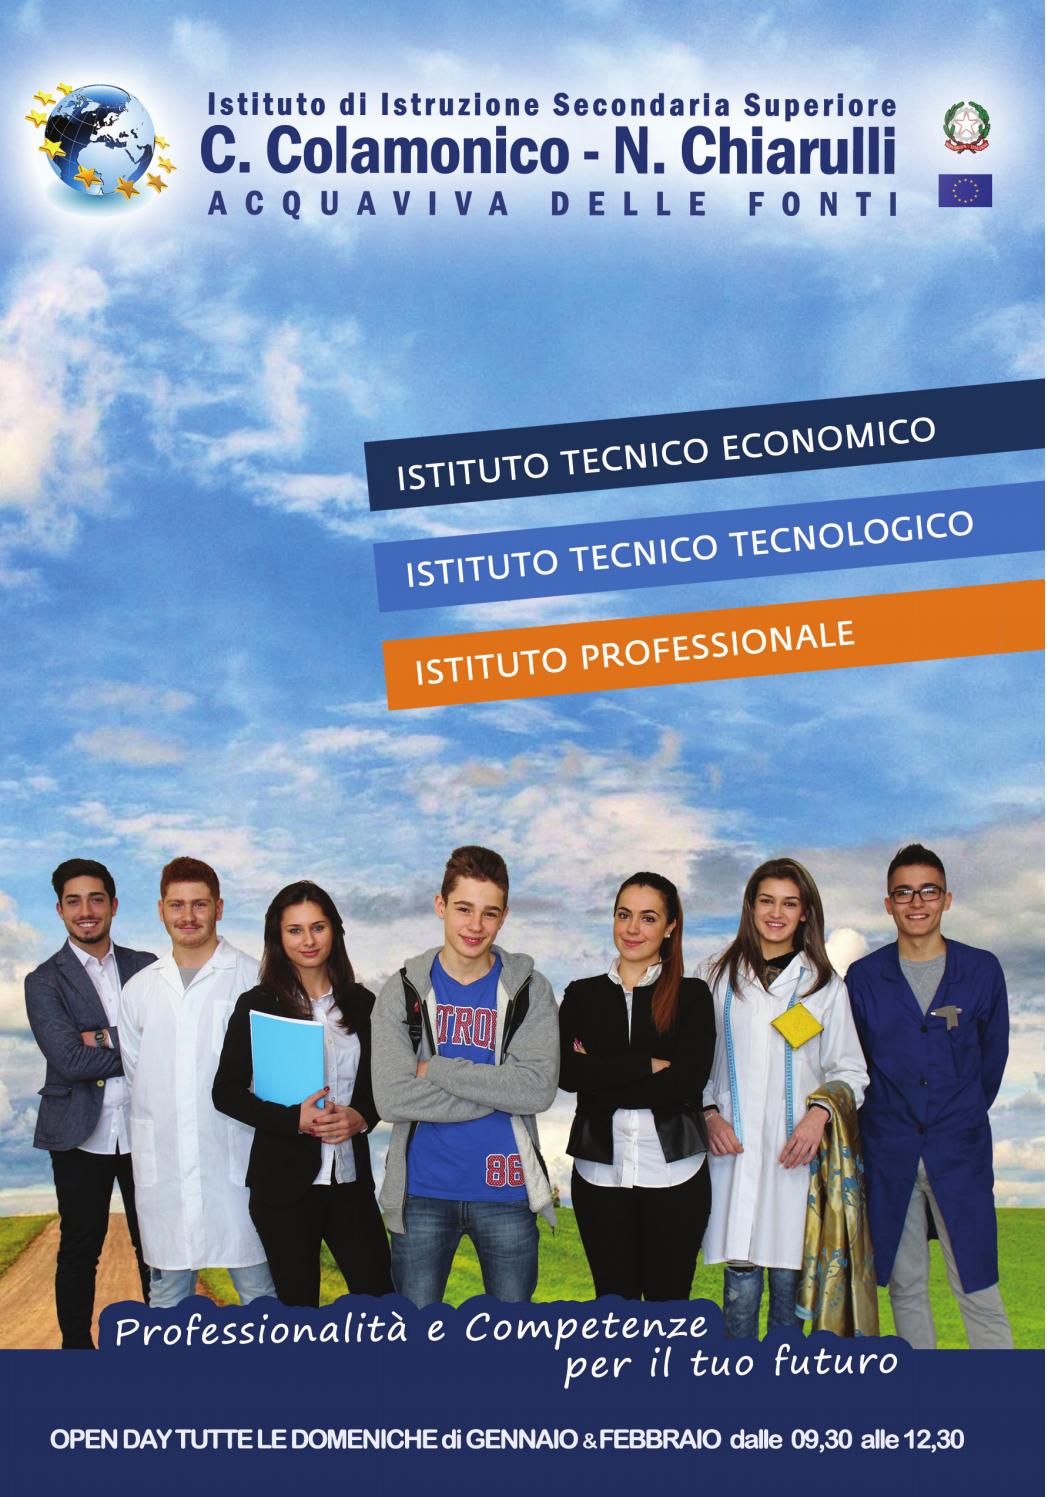 Istituto di Istruzione Secondaria Superiore
C. Colamonico - N. Chiarulli
ACQUAVIVA DELLE FONTI
ISTITUTO TECNICO ECONOMICO
ISTITUTO TECNICO TECNOLOGICO
ISTITUTO PROFESSIONALE
TROI
86
Professionalità e Competenze
per il tuo futuro
OPEN DAY TUTTE LE DOMENICHE di GENNAIO & FEBBRAIO dalle 09,30 alle 12,30